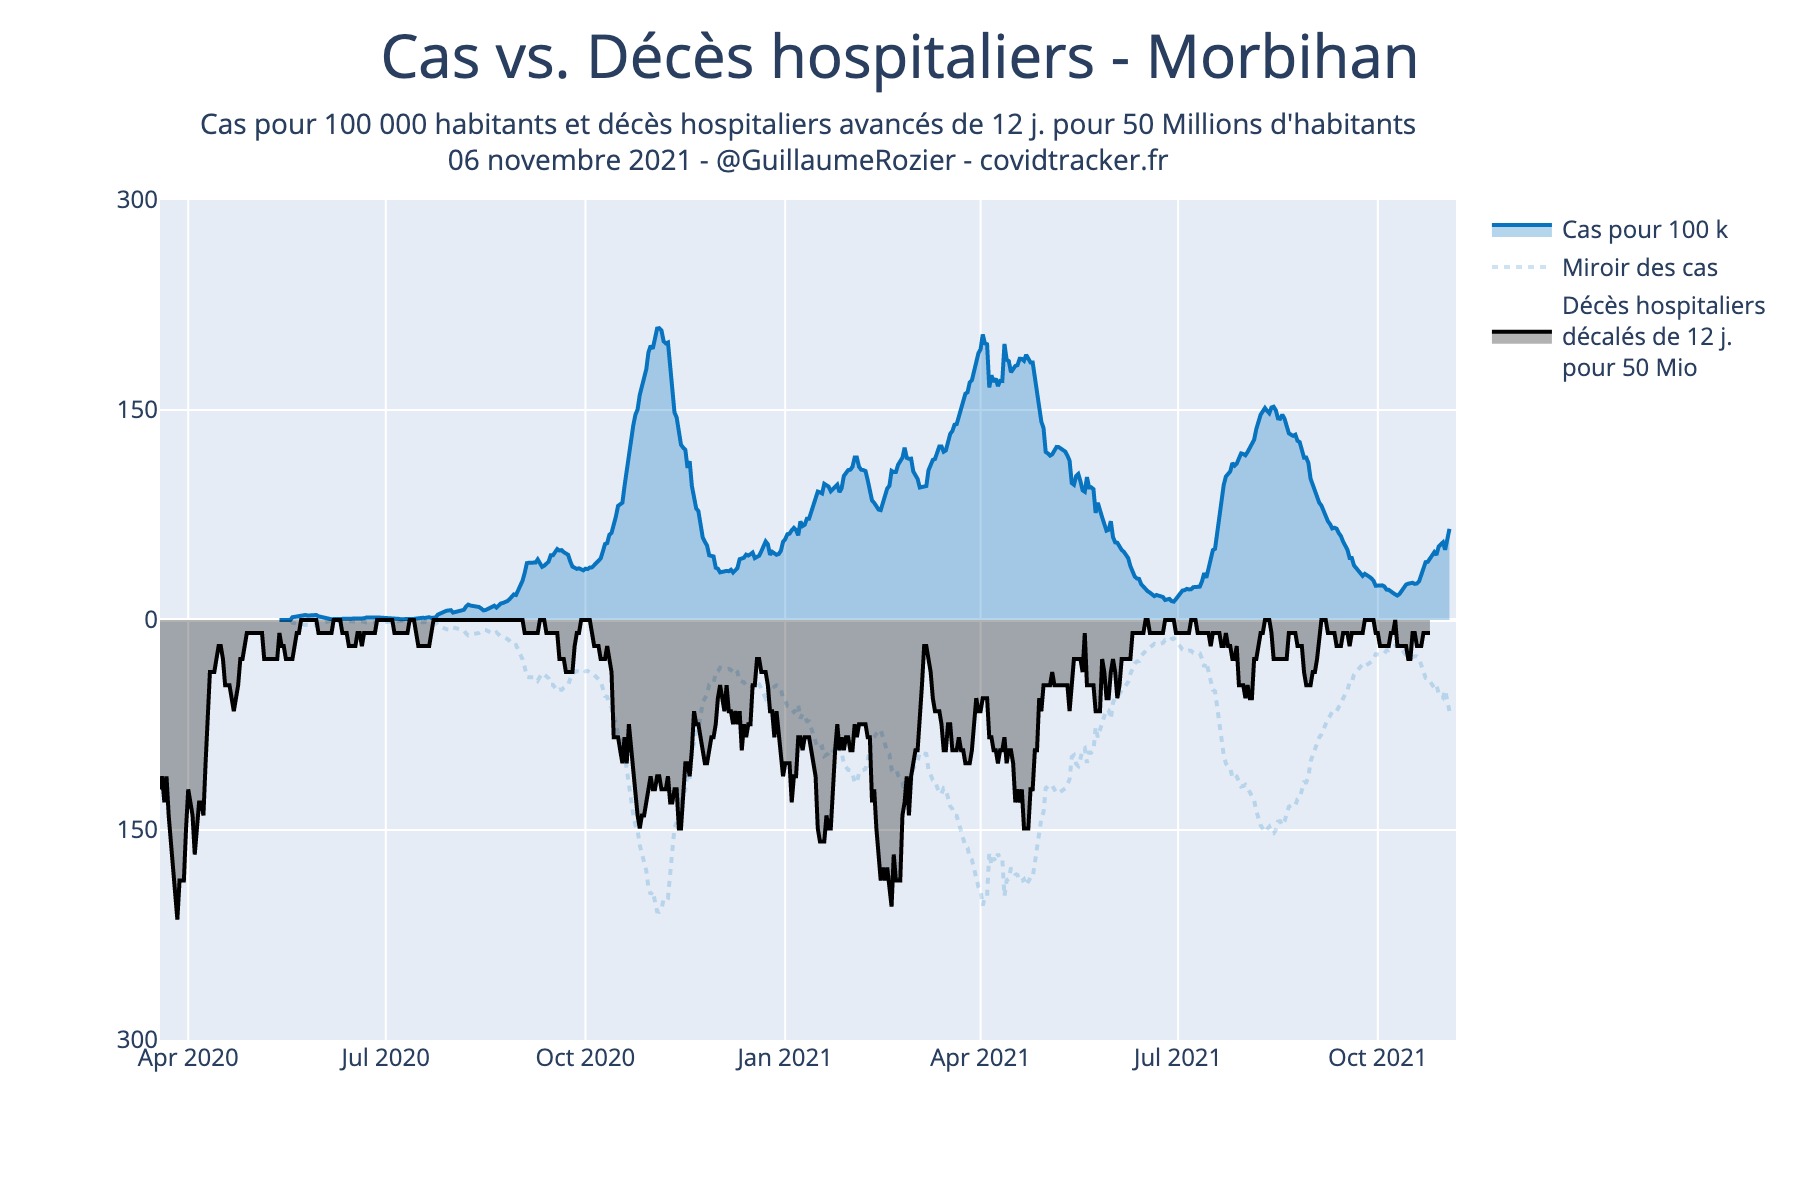 Cas vs. Décès hospitaliers - Morbihan
Cas pour 100 000 habitants et décès hospitaliers avancés de 12 j. pour 50 Millions d'habitants
06 novembre 2021 - @GuillaumeRozier - covidtracker.fr
300
150
0
150
300
Apr 2020
Jul 2020
Oct 2020
Jan 2021
Apr 2021
Jul 2021
Oct 2021
Cas pour 100 k
Miroir des cas
Décès hospitaliers
décalés de 12 j.
pour 50 Mio